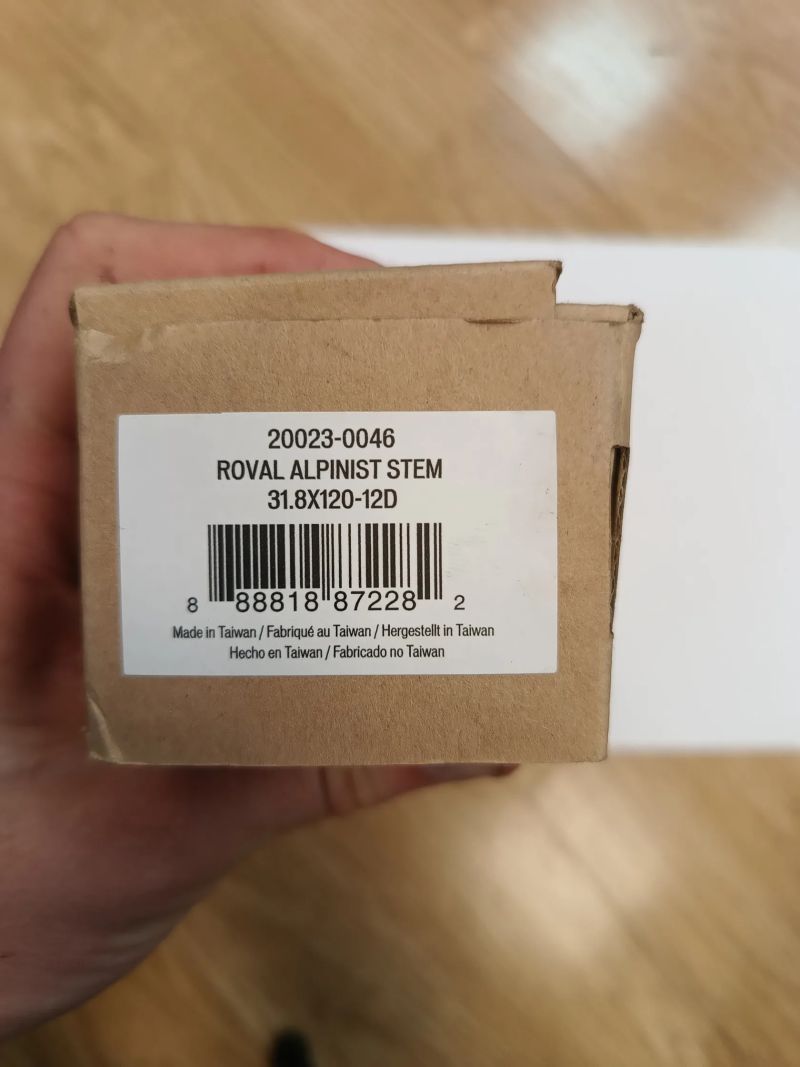 20023-0046
ROVAL ALPINIST STEM
31.8X120-12D
8 88818 87228 2
Made in Taiwan / Fabriqué au Taiwan / Hergestellt in Taiwan
Hecho en Taiwan / Fabricado no Taiwan